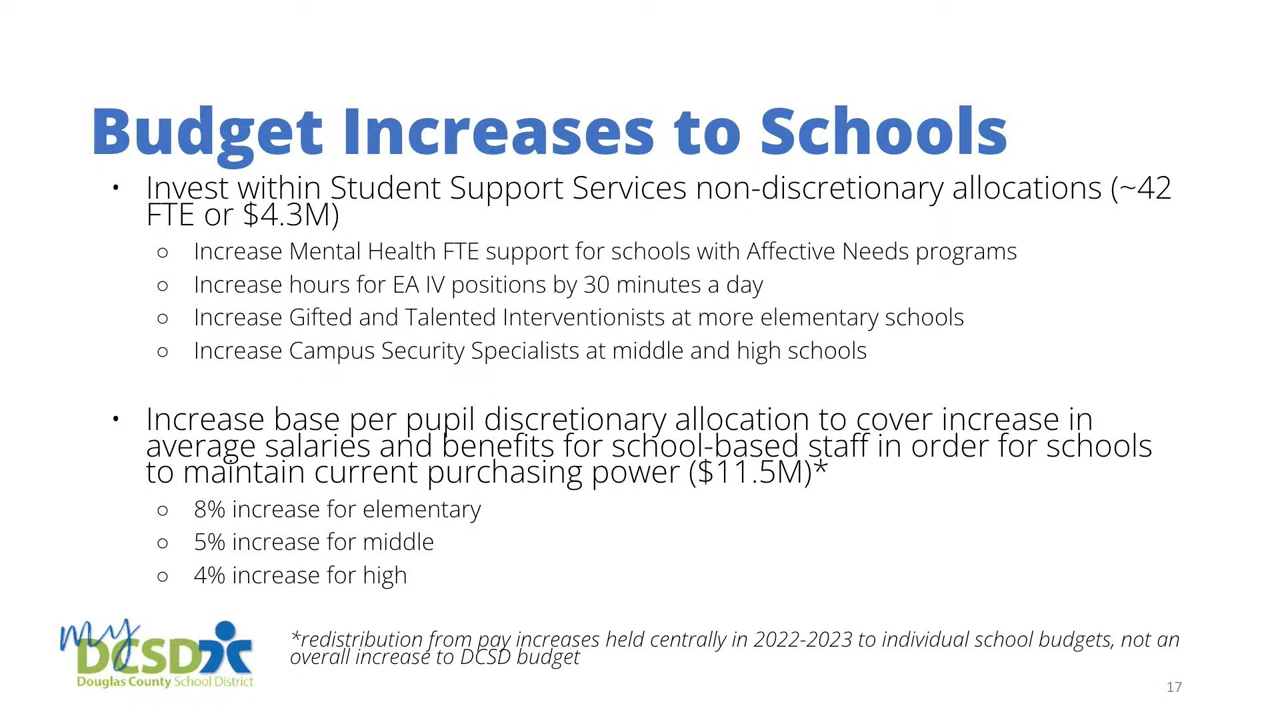 Budget Increases to Schools
• Invest within Student Support Services non-discretionary allocations (~42
FTE or $4.3M)
○ Increase Mental Health FTE support for schools with Affective Needs programs
○ Increase hours for EA IV positions by 30 minutes a day
○ Increase Gifted and Talented Interventionists at more elementary schools
○ Increase Campus Security Specialists at middle and high schools
• Increase base per pupil discretionary allocation to cover increase in
average salaries and benefits for school-based staff in order for schools
to maintain current purchasing power ($11.5M)*
○ 8% increase for elementary
○ 5% increase for middle
○ 4% increase for high
my
DCSD
Douglas County School District
*redistribution from pay increases held centrally in 2022-2023 to individual school budgets, not an
overall increase to DCSD budget
17